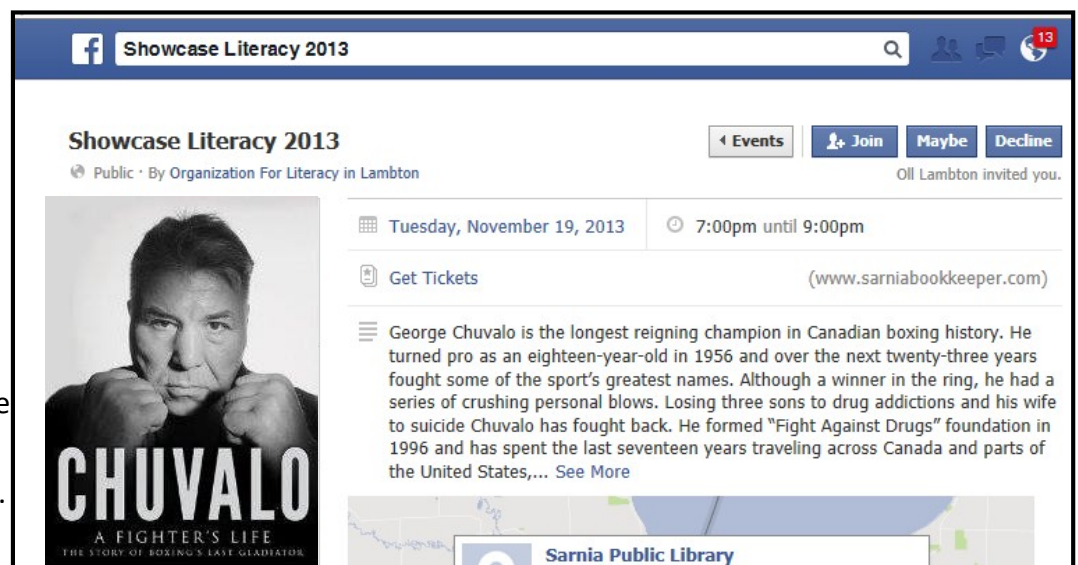 f
Showcase Literacy 2013
13
Showcase Literacy 2013
Events
Join
Maybe
Decline
Public · By Organization For Literacy in Lambton
Oll Lambton invited you.
Tuesday, November 19, 2013
7:00pm until 9:00pm
Get Tickets
(www.sarniabookkeeper.com)
George Chuvalo is the longest reigning champion in Canadian boxing history. He
turned pro as an eighteen-year-old in 1956 and over the next twenty-three years
fought some of the sport's greatest names. Although a winner in the ring, he had a
series of crushing personal blows. Losing three sons to drug addictions and his wife
to suicide Chuvalo has fought back. He formed "Fight Against Drugs" foundation in
1996 and has spent the last seventeen years traveling across Canada and parts of
the United States,... See More
CHUVALO
A FIGHTER'S LIFE
THE STORY OF BOXING'S LAST GLADIATOR
Sarnia Public Library
e
.